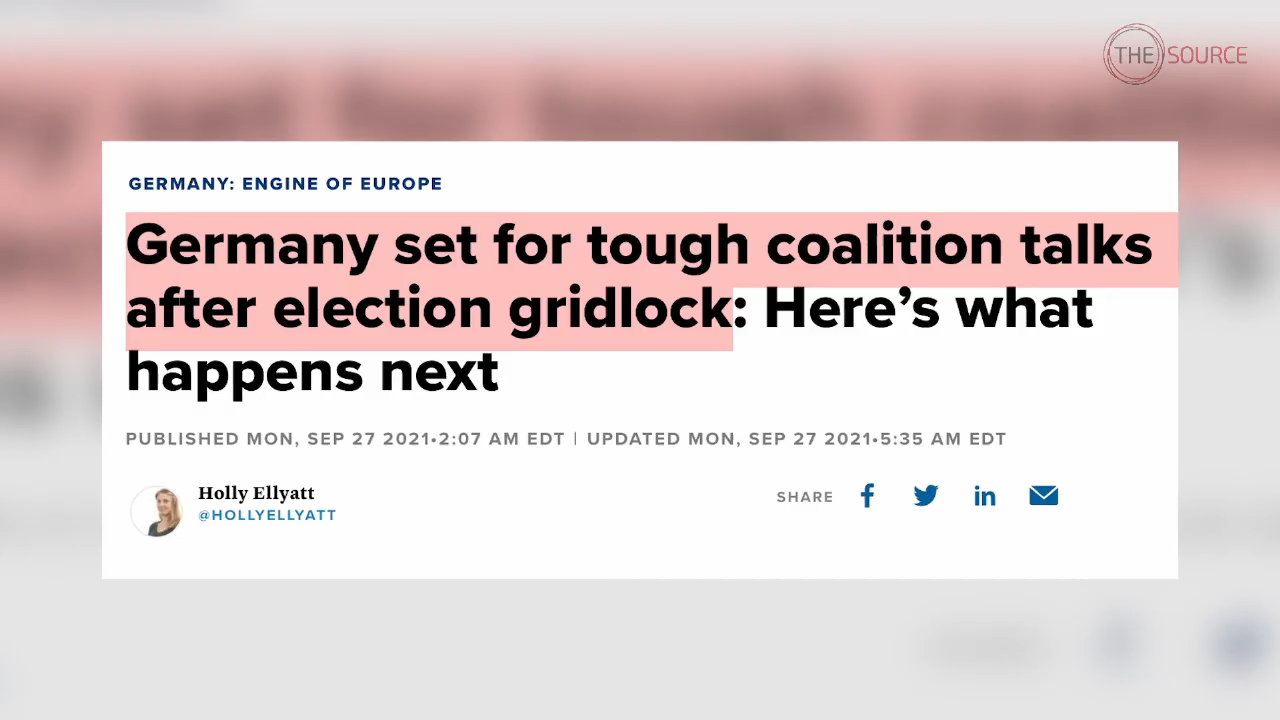 THE SOURCE
GERMANY: ENGINE OF EUROPE
Germany set for tough coalition talks
after election gridlock: Here’s what
happens next
PUBLISHED MON, SEP 27 2021•2:07 AM EDT | UPDATED MON, SEP 27 2021•5:35 AM EDT
Holly Ellyatt
@HOLLYELLYATT
SHARE